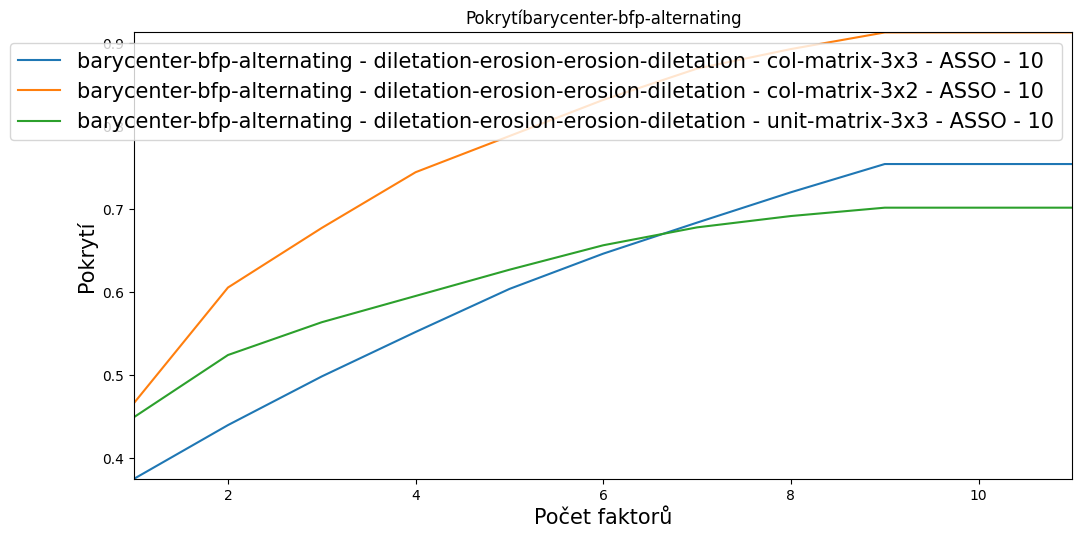 Pokrytíbarycenter-bfp-alternating
0.9
barycenter-bfp-alternating - diletation-erosion-erosion-diletation - col-matrix-3x3 - ASSO - 10
barycenter-bfp-alternating - diletation-erosion-erosion-diletation - col-matrix-3x2 - ASSO - 10
0.8
barycenter-bfp-alternating - diletation-erosion-erosion-diletation - unit-matrix-3x3 - ASSO - 10
0.7
Pokrytí
0.6
0.5
0.4
2 4 6 8 10
Počet faktorů